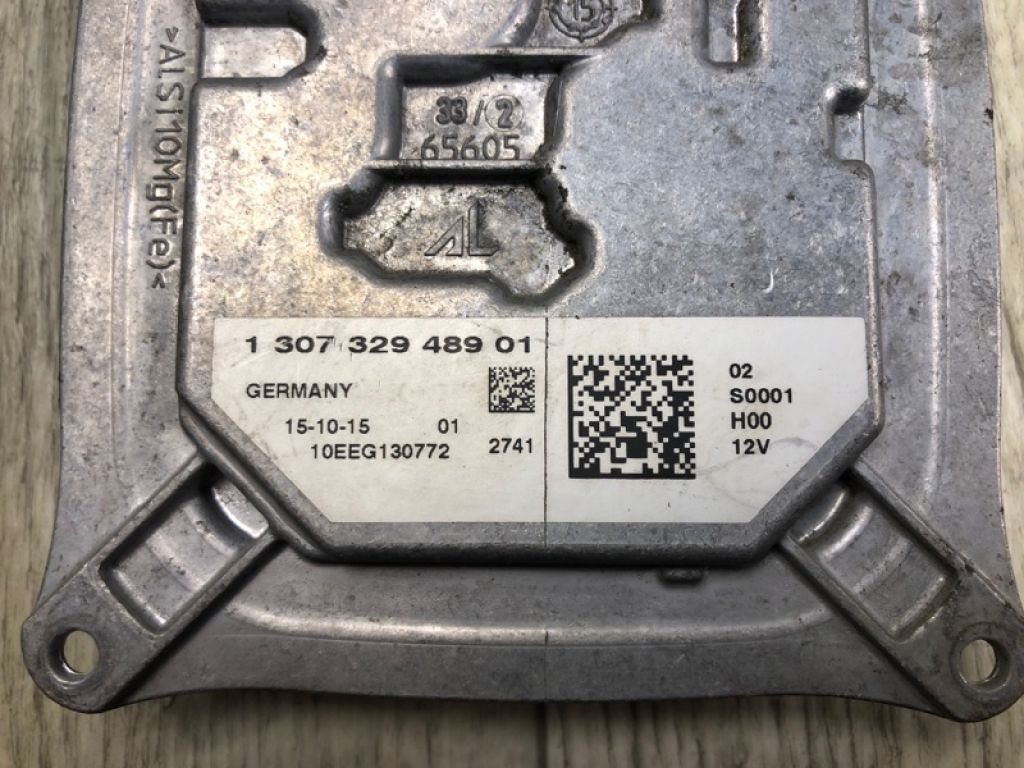 15
>ALSi10Mg(Fe)<
33/2
65605
AL
1 307 329 489 01
GERMANY
15-10-15 01
10EEG130772 2741
02
S0001
H00
12V